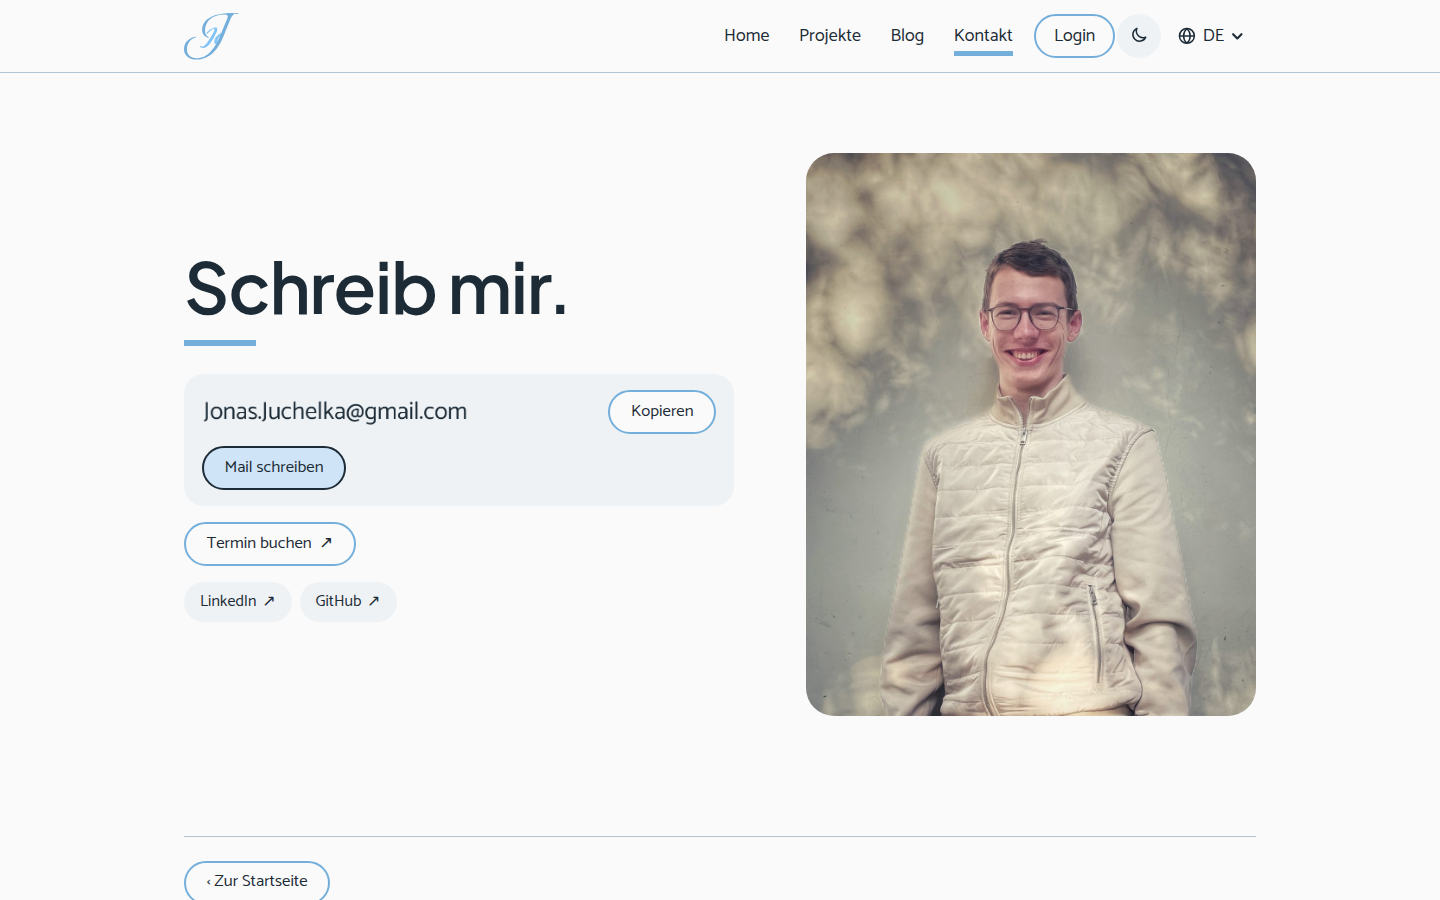 JJ
Home Projekte Blog Kontakt Login DE
Schreib mir.
Jonas.Juchelka@gmail.com Kopieren
Mail schreiben
Termin buchen ↗
LinkedIn ↗ GitHub ↗
‹ Zur Startseite